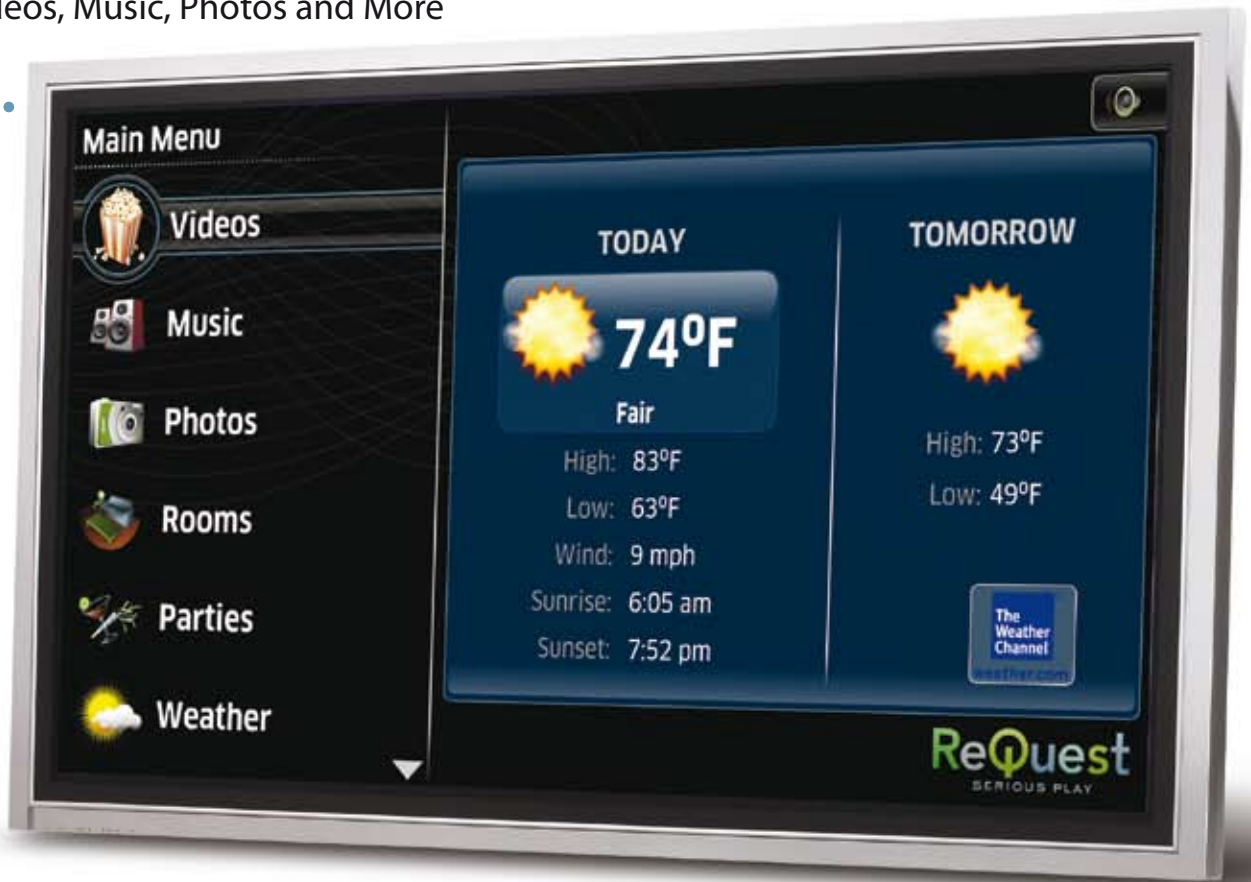 deos, Music, Photos and More
Main Menu
Videos
Music
Photos
Rooms
Parties
Weather
TODAY
74ºF
Fair
High: 83ºF
Low: 63ºF
Wind: 9 mph
Sunrise: 6:05 am
Sunset: 7:52 pm
TOMORROW
High: 73ºF
Low: 49ºF
The
Weather
Channel
weather.com
ReQuest
SERIOUS PLAY